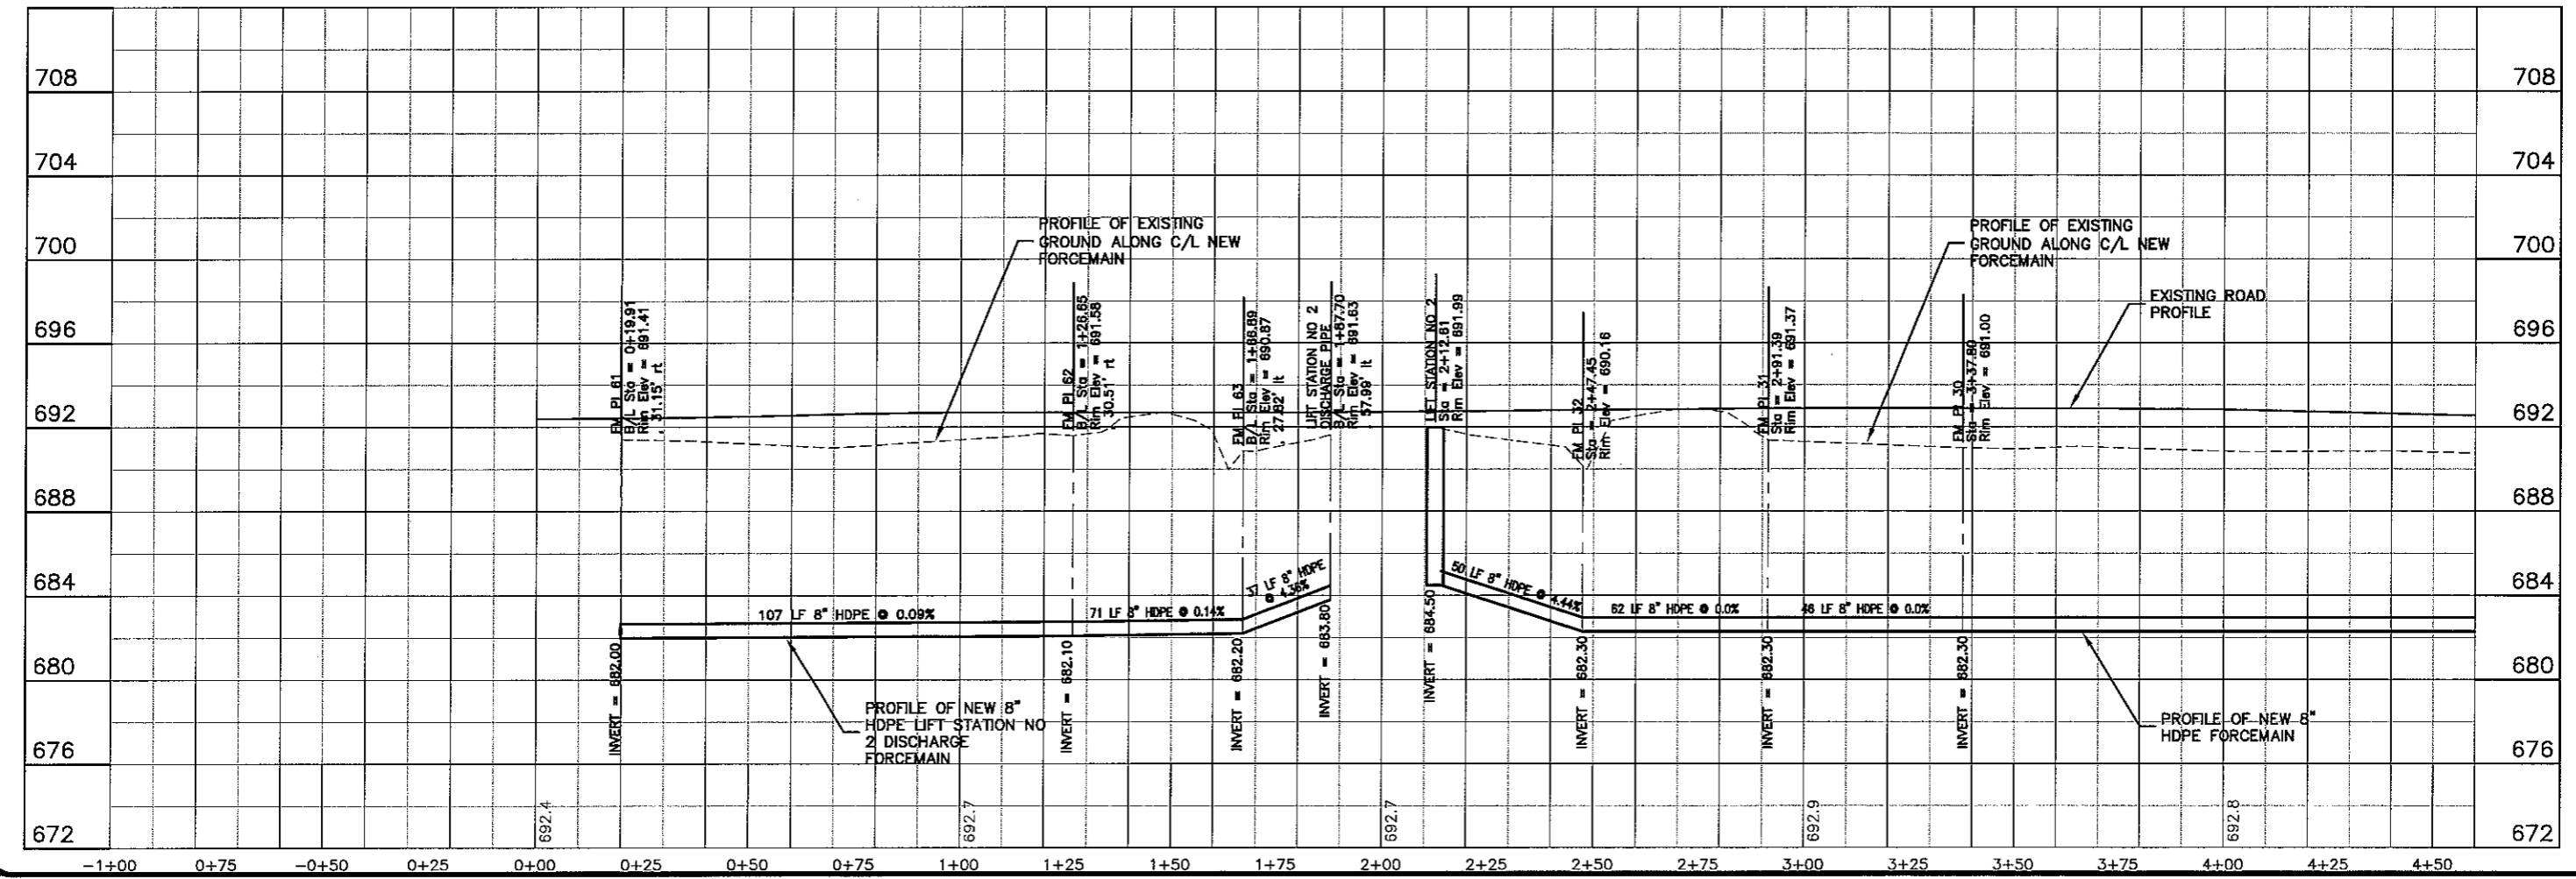 708
708
704
704
700
700
696
696
692
692
688
688
684
684
680
680
676
676
672
672
PROFILE OF EXISTING
GROUND ALONG C/L NEW
FORCEMAIN
PROFILE OF EXISTING
GROUND ALONG C/L NEW
FORCEMAIN
EXISTING ROAD
PROFILE
FM PI 61
B/L Sta = 0+19.91
Rim Elev = 691.41
, 31.15' rt
FM PI 62
B/L Sta = 1+26.65
Rim Elev = 691.58
, 30.51' rt
FM PI 63
B/L Sta = 1+66.89
Rim Elev = 690.87
, 27.82' lt
LIFT STATION NO 2
DISCHARGE PIPE
B/L Sta = 1+87.70
Rim Elev = 691.63
, 57.99' lt
LIFT STATION NO 2
Sta = 2+12.61
Rim Elev = 691.99
FM PI 32
Sta = 2+47.45
Rim Elev = 690.16
FM PI 31
Sta = 2+91.39
Rim Elev = 691.37
FM PI 30
Sta = 3+37.80
Rim Elev = 691.00
107 LF 8" HDPE @ 0.09%
71 LF 8" HDPE @ 0.14%
37 LF 8" HDPE
@ 4.36%
50 LF 8" HDPE @ 4.44%
62 LF 8" HDPE @ 0.0%
46 LF 8" HDPE @ 0.0%
INVERT = 682.00
INVERT = 682.10
INVERT = 682.20
INVERT = 683.80
INVERT = 684.50
INVERT = 682.30
INVERT = 682.30
INVERT = 682.30
PROFILE OF NEW 8"
HDPE LIFT STATION NO
2 DISCHARGE
FORCEMAIN
PROFILE OF NEW 8"
HDPE FORCEMAIN
692.4
692.7
692.7
692.9
692.8
-1+00 0+75 -0+50 0+25 0+00 0+25 0+50 0+75 1+00 1+25 1+50 1+75 2+00 2+25 2+50 2+75 3+00 3+25 3+50 3+75 4+00 4+25 4+50